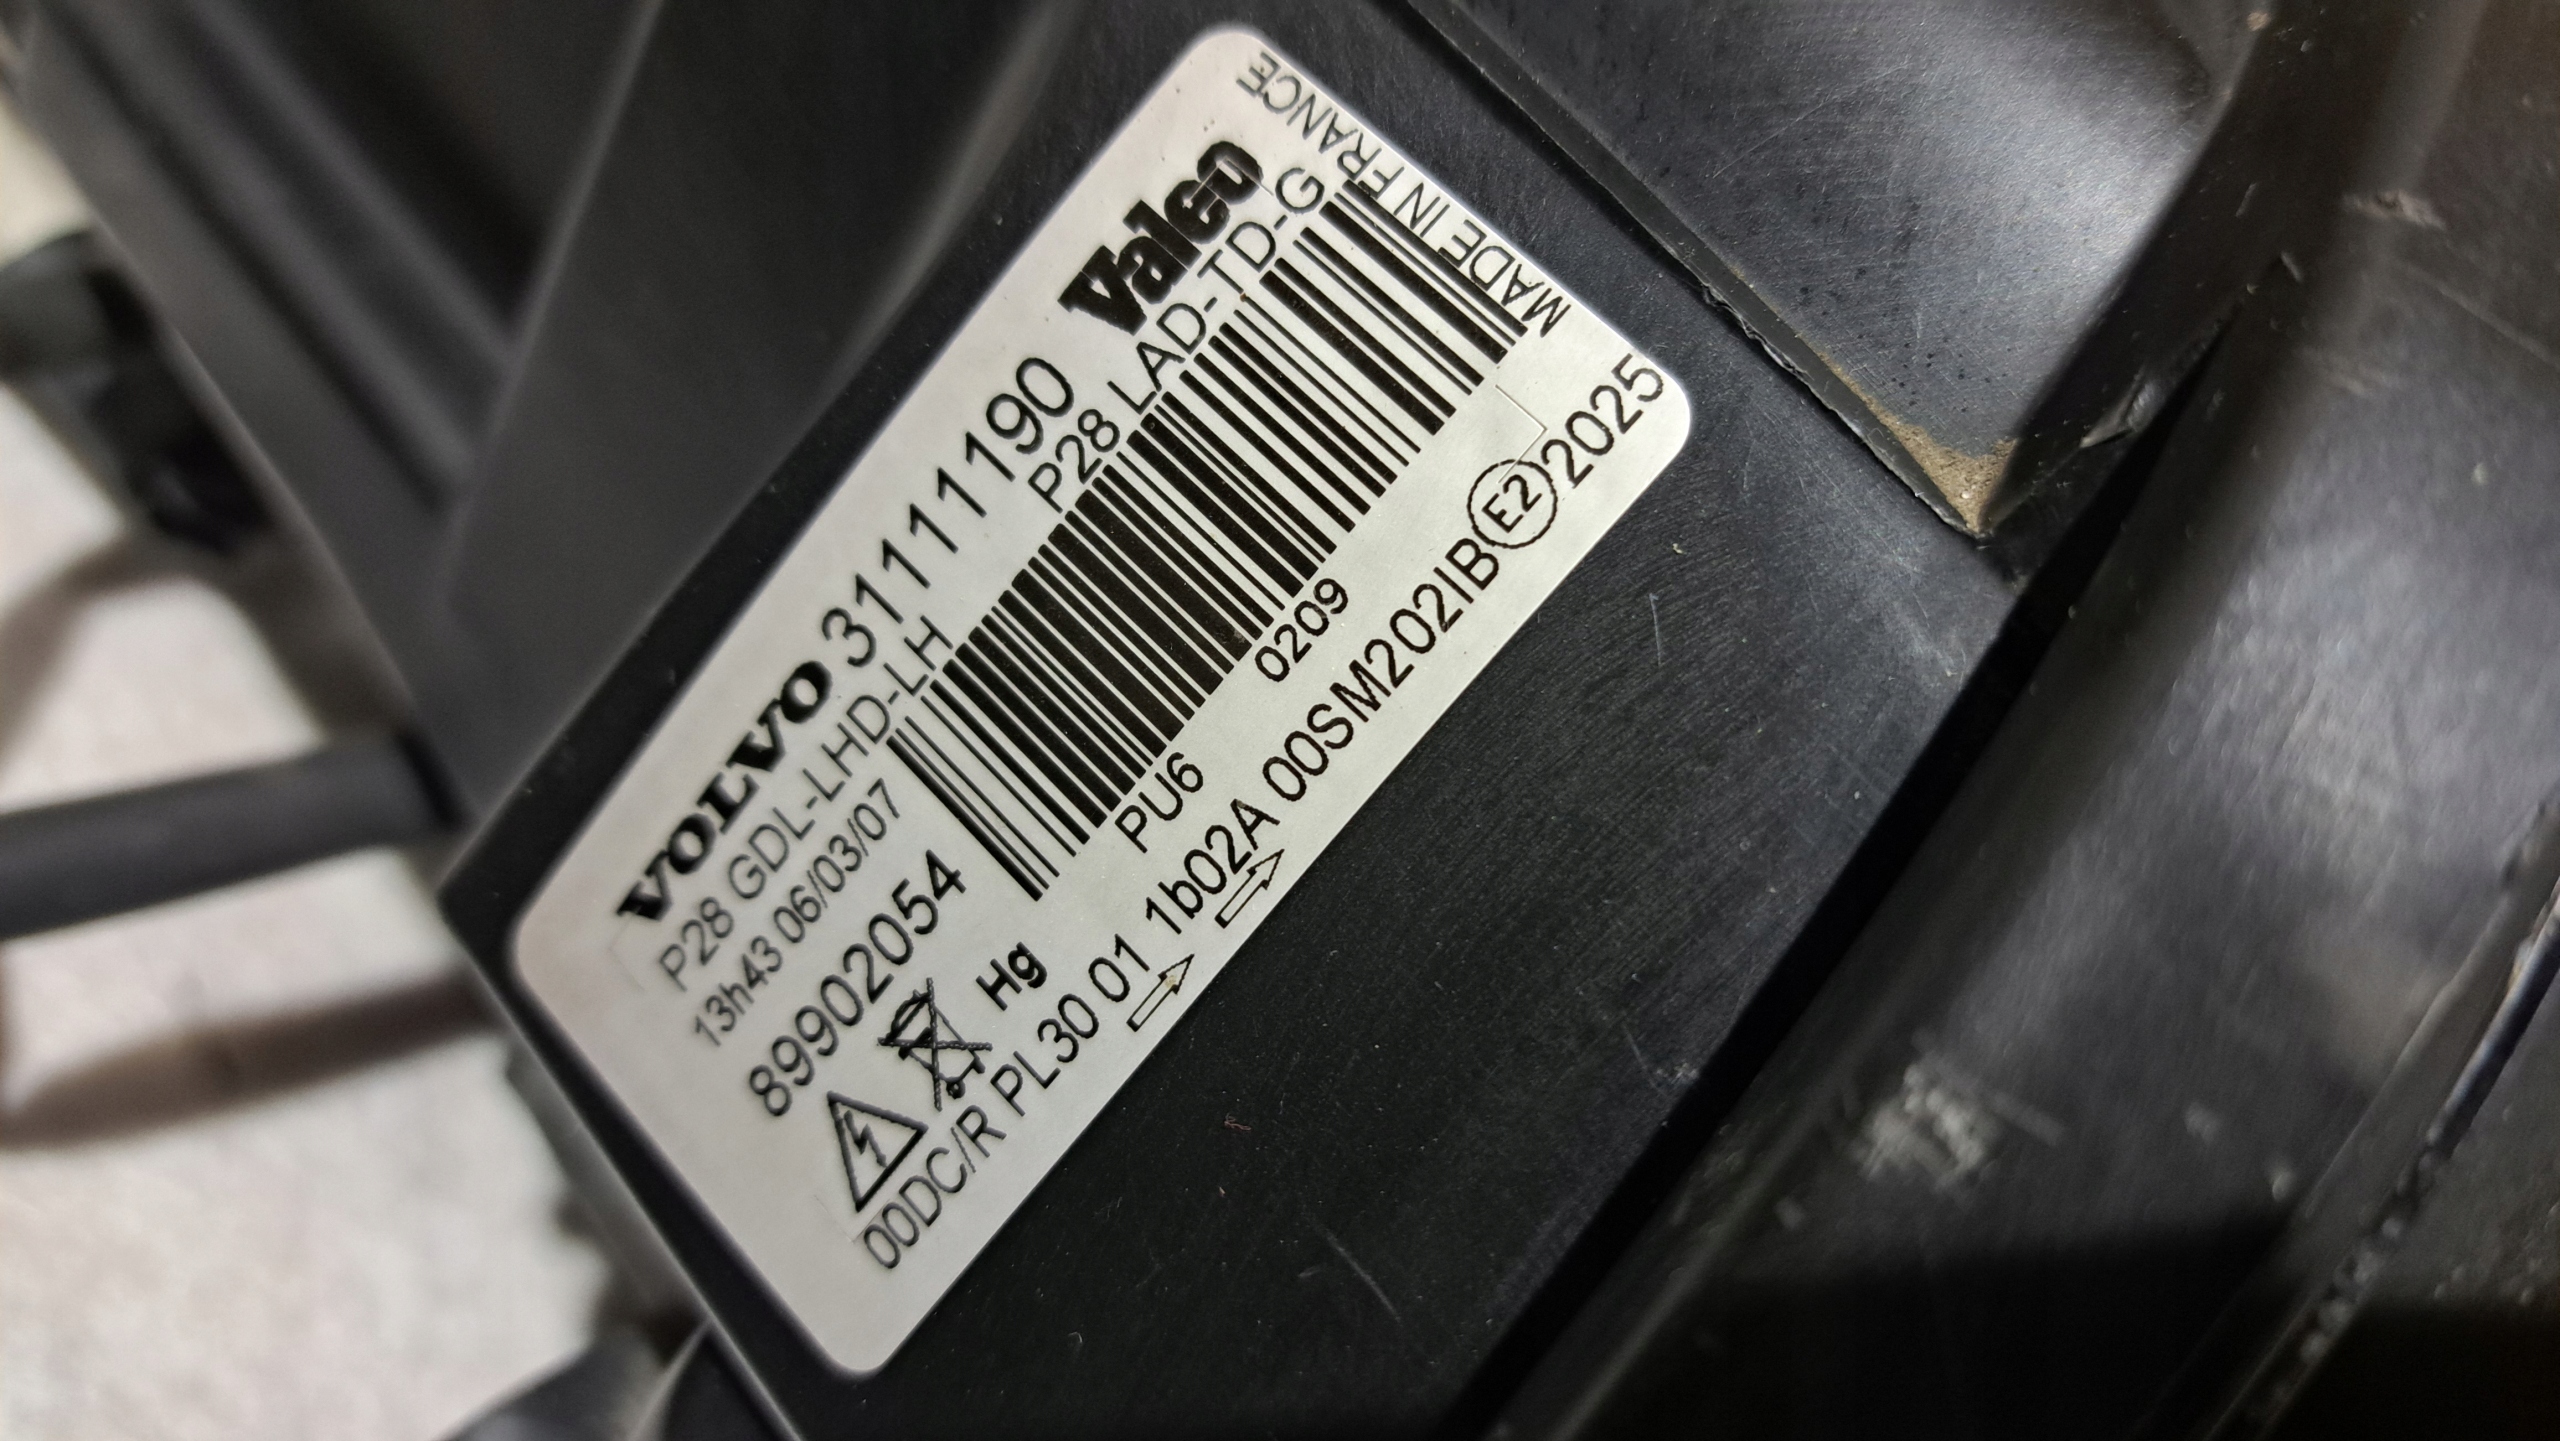 VOLVO 31111190 Valeo
P28 GDL-LHD-LH P28 LAD-TD-G
13h43 06/03/07
89902054
MADE IN FRANCE
Hg PU6 0209
00DC/R PL30 01 1b02A 00SM202IB E2 2025